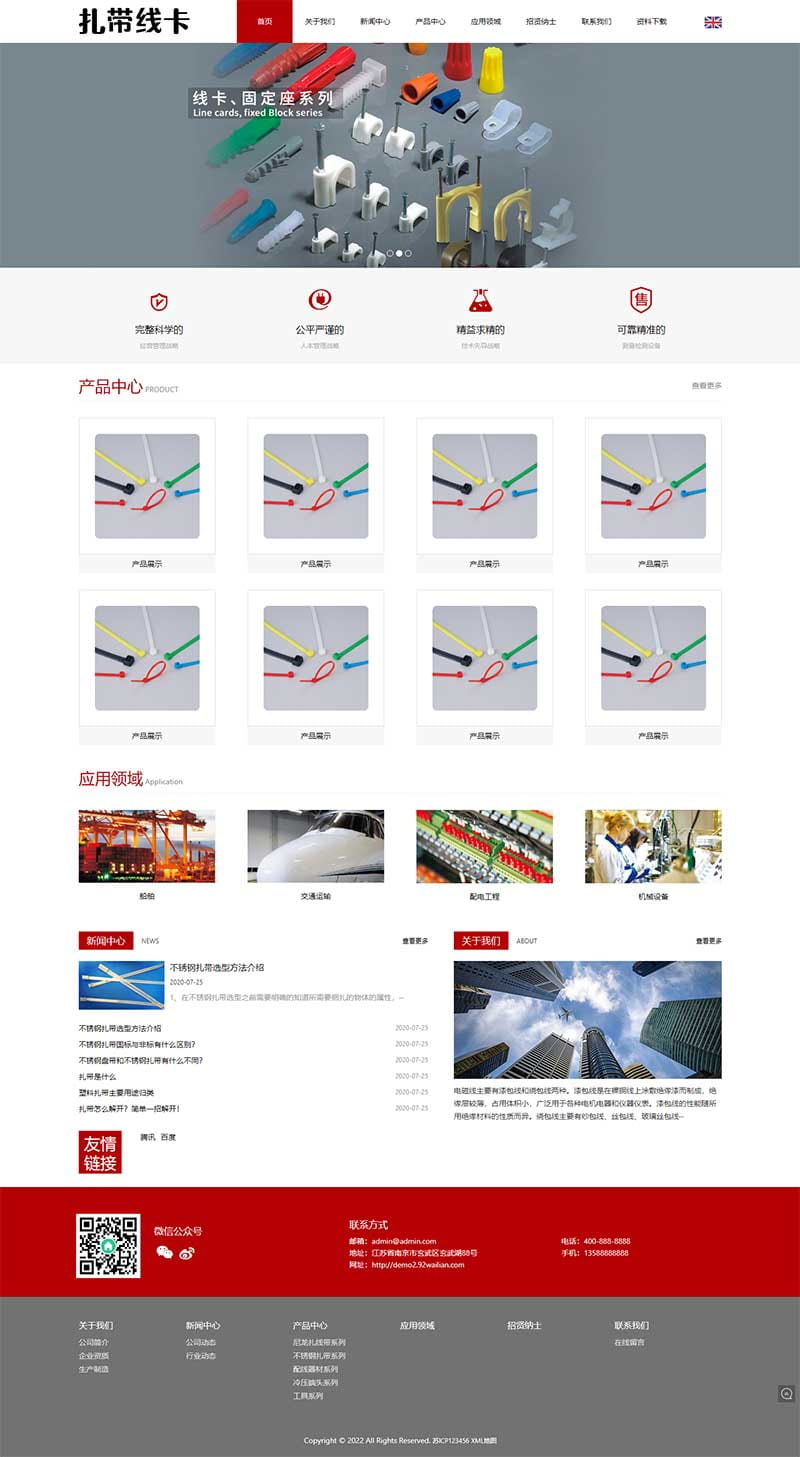 扎带线卡
首页 关于我们 新闻中心 产品中心 应用领域 招贤纳士 联系我们 资料下载
线卡、固定座系列
Line cards, fixed Block series
完整科学的 公平严谨的 精益求精的 可靠精准的
经营管理战略 人本管理战略 技术先导战略 测量检测设备
产品中心 PRODUCT 查看更多
产品展示 产品展示 产品展示 产品展示
产品展示 产品展示 产品展示 产品展示
应用领域 Application
船舶 交通运输 配电工程 机械设备
新闻中心 NEWS 查看更多
不锈钢扎带选型方法介绍
2020-07-25
1、在不锈钢扎带选型之前需要明确的知道所需要捆扎的物体的属性，···
不锈钢扎带选型方法介绍 2020-07-25
不锈钢扎带国标与非标有什么区别? 2020-07-25
不锈钢盘带和不锈钢扎带有什么不同? 2020-07-25
扎带是什么 2020-07-25
塑料扎带主要用途归类 2020-07-25
扎带怎么解开？简单一招解开！ 2020-07-25
关于我们 ABOUT 查看更多
电磁线主要有漆包线和绕包线两种。漆包线是在裸铜线上涂敷绝缘漆而制成，绝
缘层较薄，占用体积小，广泛用于各种电机电器和仪器仪表。漆包线的性能随所
用绝缘材料的性质而异。绕包线主要有纱包线、丝包线、玻璃丝包线···
友情
链接
腾讯 百度
微信公众号
联系方式
邮箱：admin@admin.com 电话：400-888-8888
地址：江苏省南京市玄武区玄武湖88号 手机：13588888888
网址：http://demo2.92wailian.com
关于我们 新闻中心 产品中心 应用领域 招贤纳士 联系我们
公司简介 公司动态 尼龙扎线带系列 在线留言
企业资质 行业动态 不锈钢扎带系列
生产制造 配线器材系列
冷压端头系列
工具系列
Copyright © 2022 All Rights Reserved. 苏ICP123456 XML地图